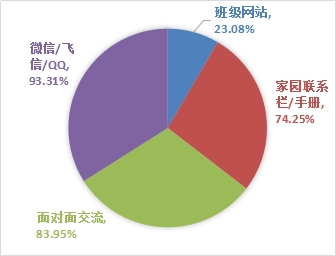 班级网站,
23.08%
家园联系
栏/手册,
74.25%
面对面交流,
83.95%
微信/飞
信/QQ,
93.31%